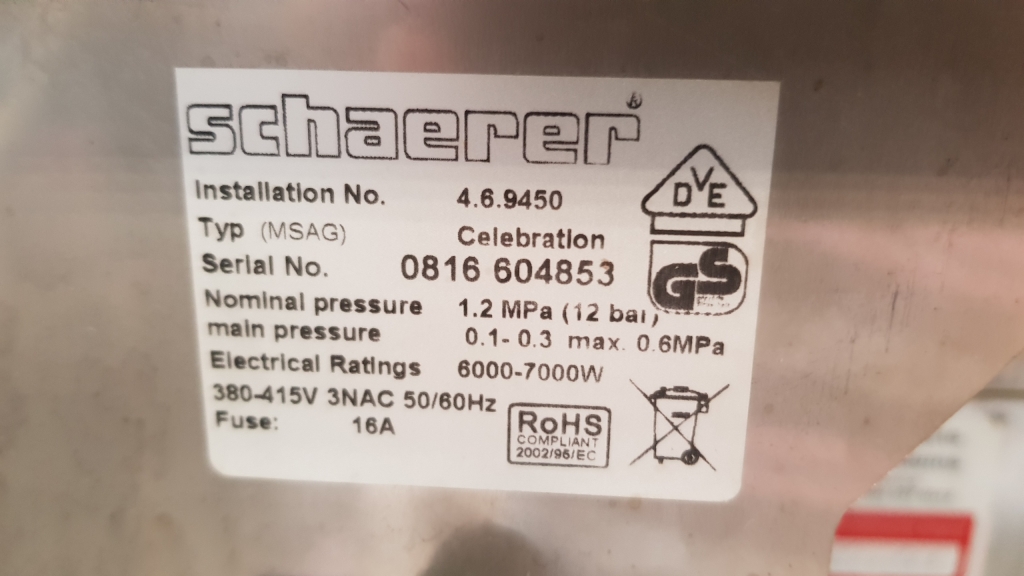 schaerer®
Installation No. 4.6.9450
Typ (MSAG) Celebration
Serial No. 0816 604853
Nominal pressure 1.2 MPa (12 bar)
main pressure 0.1- 0.3 max. 0.6MPa
Electrical Ratings 6000-7000W
380-415V 3NAC 50/60Hz
Fuse: 16A
DVE
GS
RoHS
COMPLIANT
2002/95/EC